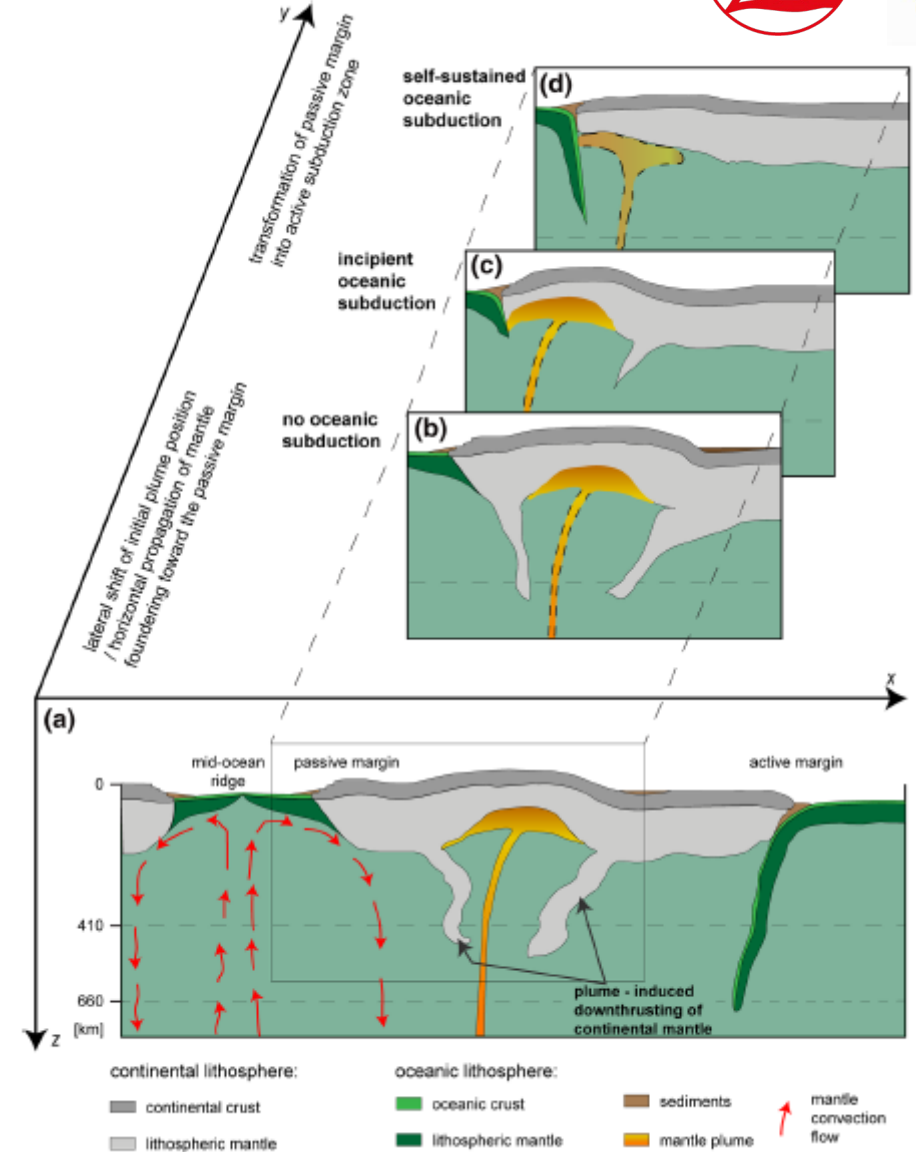 y
transformation of passive margin
into active subduction zone
self-sustained
oceanic
subduction
(d)
incipient
oceanic
subduction
(c)
no oceanic
subduction
(b)
lateral shift of initial plume position
/ horizontal propagation of mantle
foundering toward the passive margin
x
(a)
mid-ocean
ridge
passive margin
active margin
0
410
660
[km]
z
plume - induced
downthrusting of
continental mantle
continental lithosphere:
continental crust
lithospheric mantle
oceanic lithosphere:
oceanic crust
lithospheric mantle
sediments
mantle plume
mantle
convection
flow